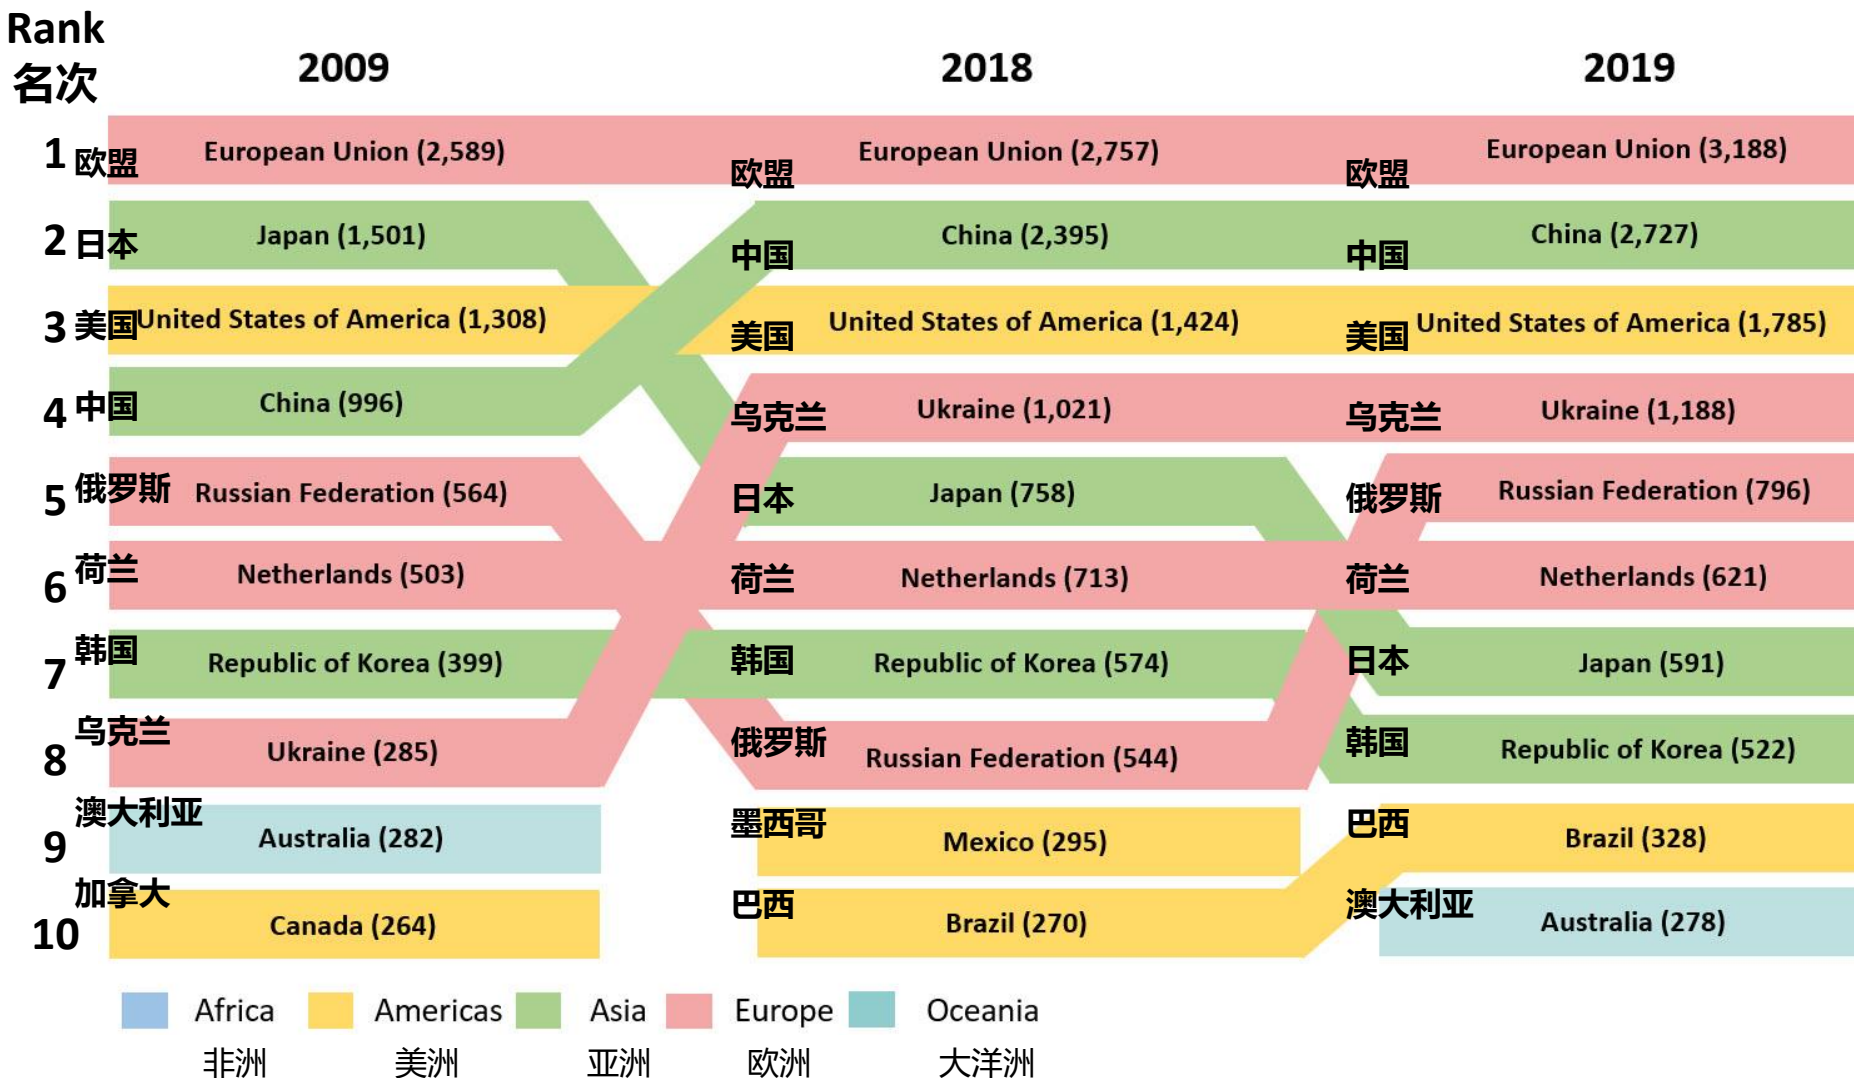 Rank
名次
2009
2018
2019
1 欧盟 European Union (2,589)
欧盟 European Union (2,757)
欧盟 European Union (3,188)
2 日本 Japan (1,501)
中国 China (2,395)
中国 China (2,727)
3 美国 United States of America (1,308)
美国 United States of America (1,424)
美国 United States of America (1,785)
4 中国 China (996)
乌克兰 Ukraine (1,021)
乌克兰 Ukraine (1,188)
5 俄罗斯 Russian Federation (564)
日本 Japan (758)
俄罗斯 Russian Federation (796)
6 荷兰 Netherlands (503)
荷兰 Netherlands (713)
荷兰 Netherlands (621)
7 韩国 Republic of Korea (399)
韩国 Republic of Korea (574)
日本 Japan (591)
8 乌克兰 Ukraine (285)
俄罗斯 Russian Federation (544)
韩国 Republic of Korea (522)
9 澳大利亚 Australia (282)
墨西哥 Mexico (295)
巴西 Brazil (328)
10 加拿大 Canada (264)
巴西 Brazil (270)
澳大利亚 Australia (278)
Africa Americas Asia Europe Oceania
非洲 美洲 亚洲 欧洲 大洋洲